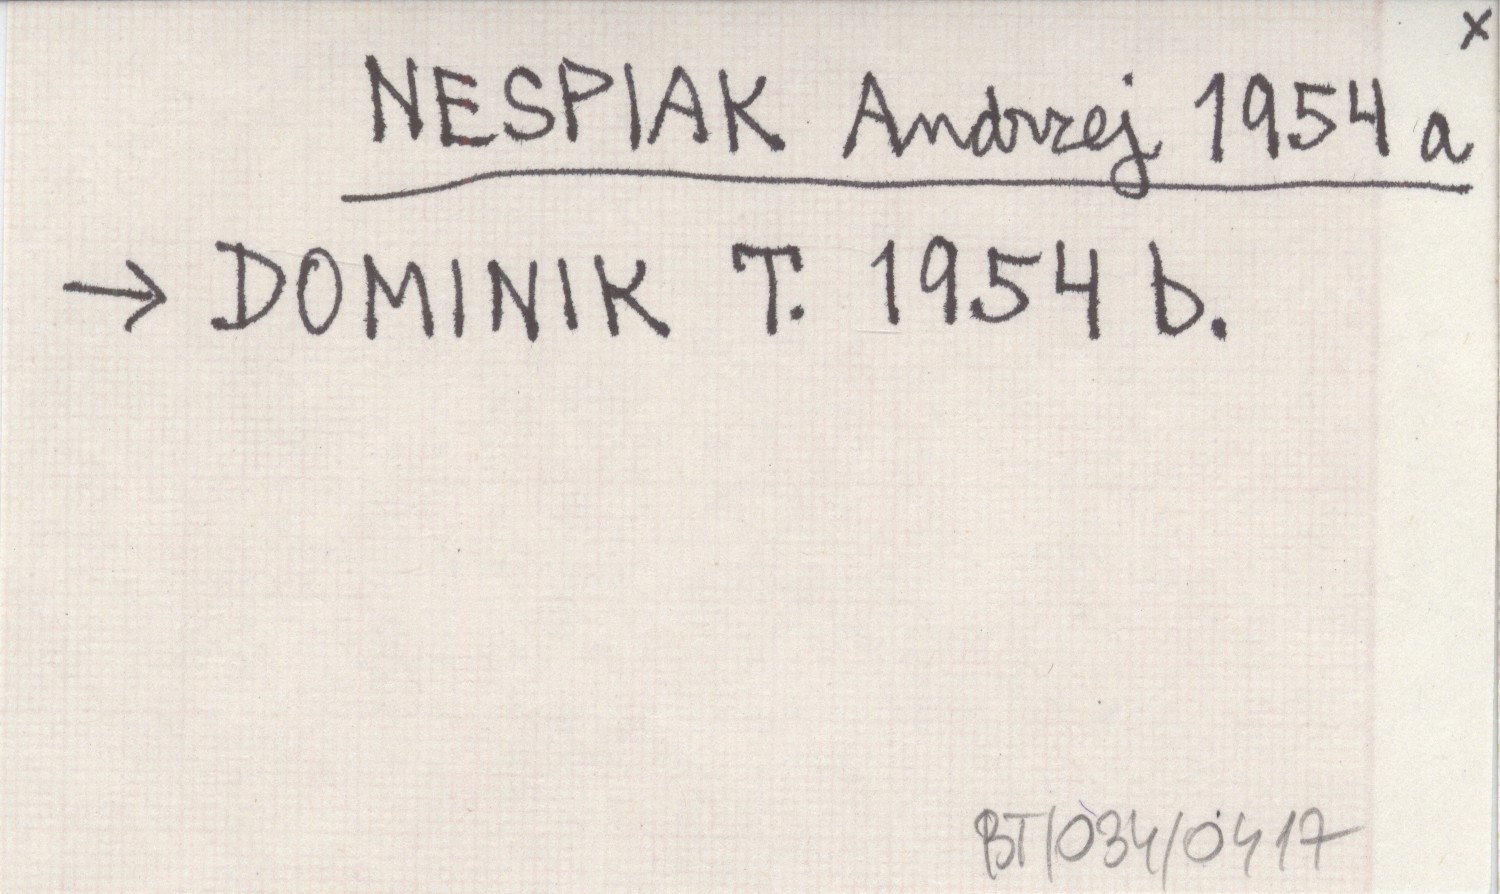 x
NESPIAK Andrzej 1954 a
→ DOMINIK T. 1954 b.
BT/034/0417